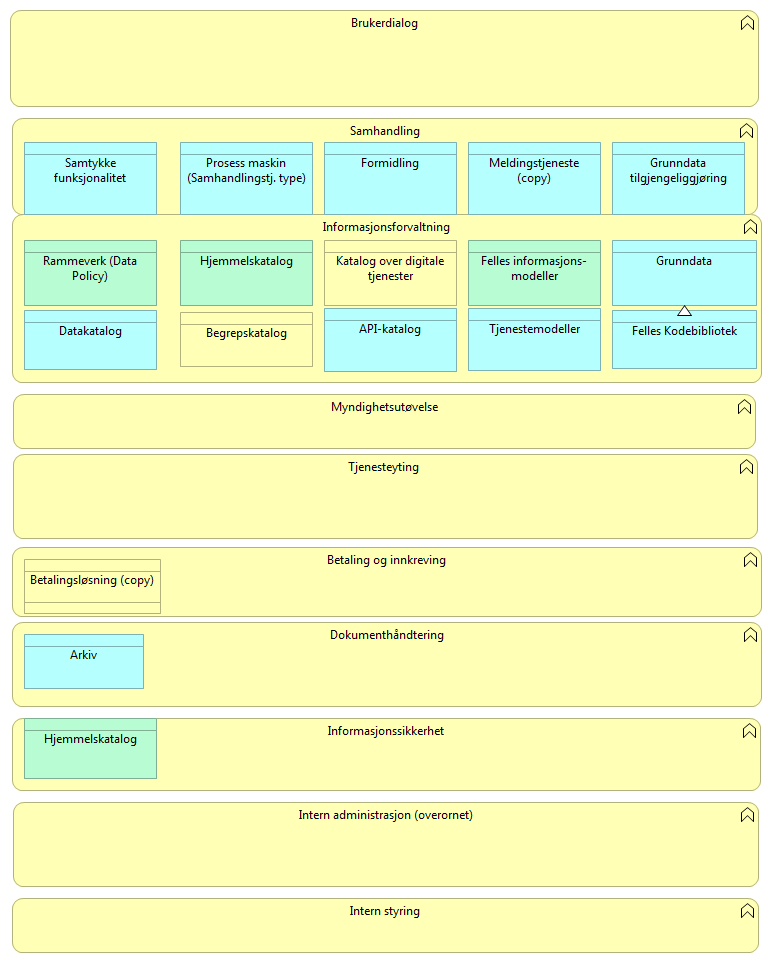 Brukerdialog
Samhandling
Samtykke
funksjonalitet
Prosess maskin
(Samhandlingstj. type)
Formidling
Meldingstjeneste
(copy)
Grunndata
tilgjengeliggjøring
Informasjonsforvaltning
Rammeverk (Data
Policy)
Hjemmelskatalog
Katalog over digitale
tjenester
Felles informasjons-
modeller
Grunndata
Datakatalog
Begrepskatalog
API-katalog
Tjenestemodeller
Felles Kodebibliotek
Myndighetsutøvelse
Tjenesteyting
Betaling og innkreving
Betalingsløsning (copy)
Dokumenthåndtering
Arkiv
Informasjonssikkerhet
Hjemmelskatalog
Intern administrasjon (overornet)
Intern styring